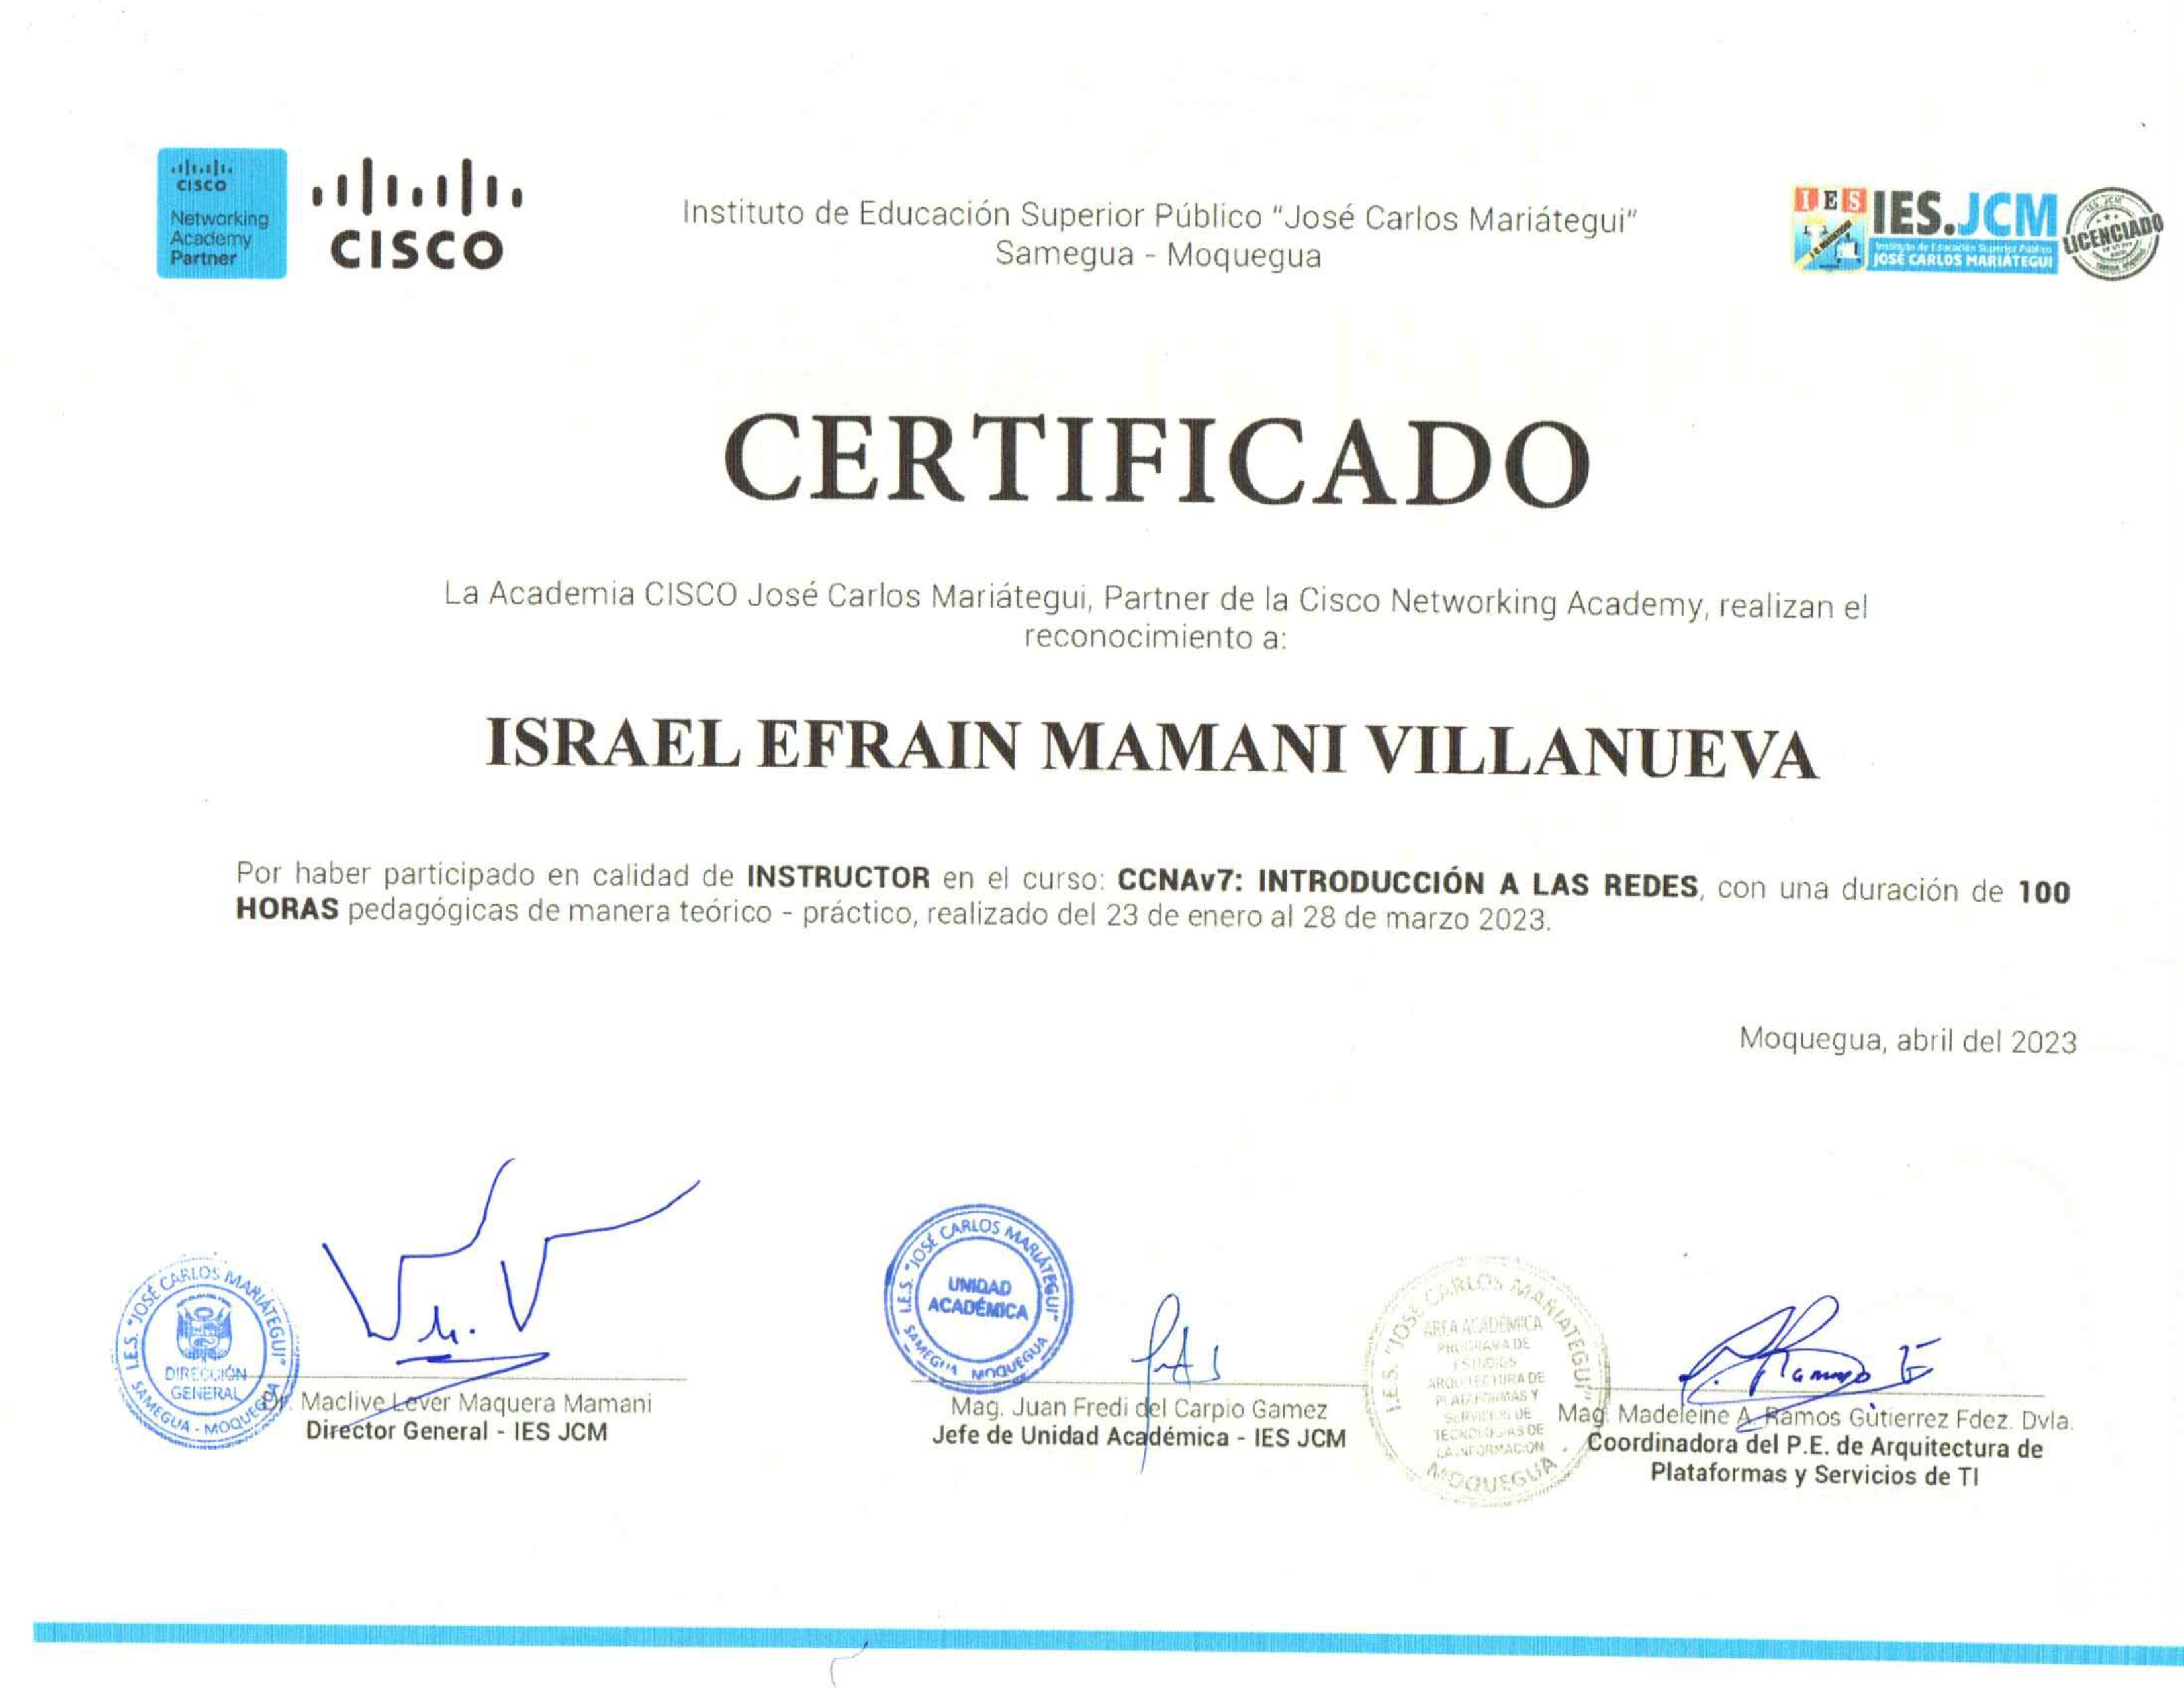 CISCO
Networking
Academy
Partner
CISCO
Instituto de Educación Superior Público "José Carlos Mariátegui"
Samegua - Moquegua
IES
IES.JCM
Instituto de Educación Superior Público
JOSÉ CARLOS MARIÁTEGUI
LICENCIADO
CERTIFICADO
La Academia CISCO José Carlos Mariátegui, Partner de la Cisco Networking Academy, realizan el
reconocimiento a:
ISRAEL EFRAIN MAMANI VILLANUEVA
Por haber participado en calidad de INSTRUCTOR en el curso: CCNAv7: INTRODUCCIÓN A LAS REDES, con una duración de 100
HORAS pedagógicas de manera teórico - práctico, realizado del 23 de enero al 28 de marzo 2023.
Moquegua, abril del 2023
I.E.S. "JOSÉ CARLOS MARIÁTEGUI"
DIRECCIÓN
GENERAL
SAMEGUA - MOQUEGUA
Dr. Maclive Lever Maquera Mamani
Director General - IES JCM
I.E.S. "JOSÉ CARLOS MARIÁTEGUI"
UNIDAD
ACADÉMICA
SAMEGUA MOQUEGUA
Mag. Juan Fredi del Carpio Gamez
Jefe de Unidad Académica - IES JCM
I.E.S. "JOSE CARLOS MARIATEGUI"
AREA ACADEMICA
PROGRAMA DE
ESTUDIOS
ARQUITECTURA DE
PLATAFORMAS Y
SERVICIOS DE
TECNOLOGIAS DE
LA INFORMACION
MOQUEGUA
Mag. Madeleine A. Ramos Gutierrez Fdez. Dvla.
Coordinadora del P.E. de Arquitectura de
Plataformas y Servicios de TI